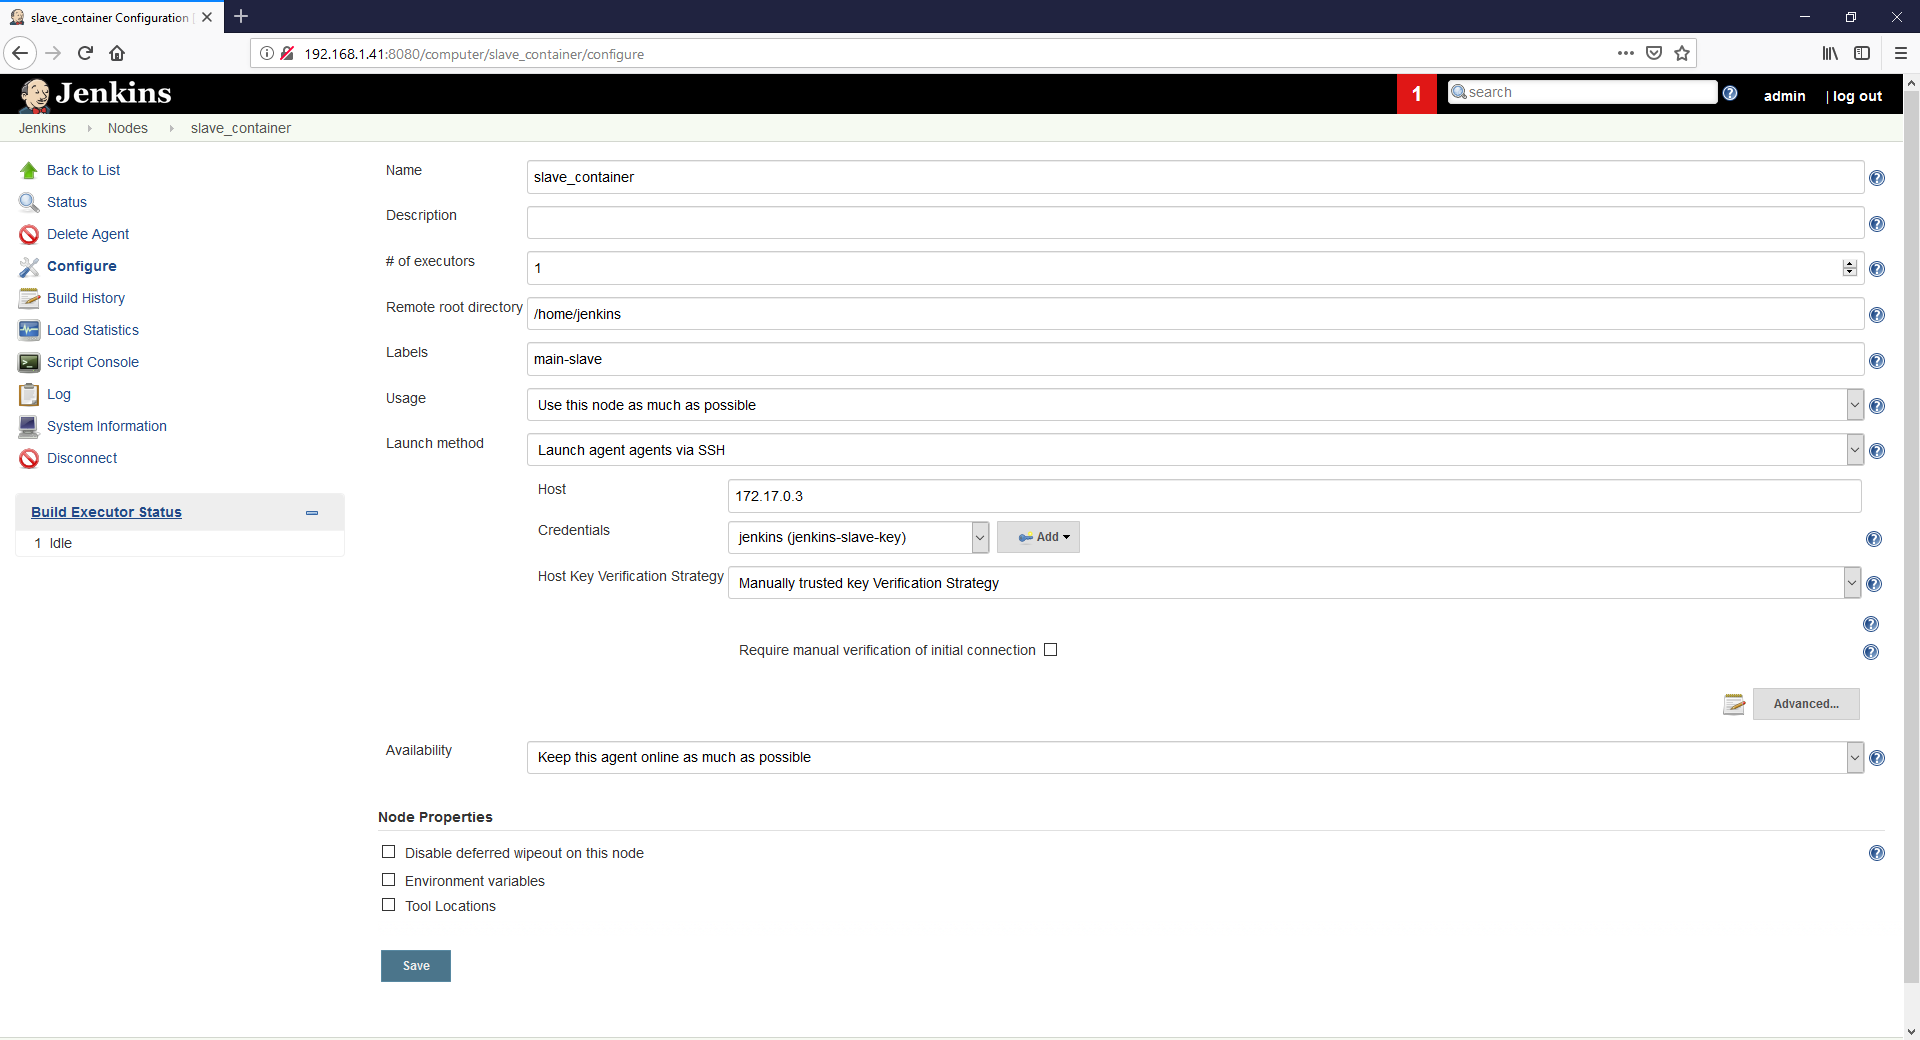 slave_container Configuration
192.168.1.41:8080/computer/slave_container/configure
Jenkins
1
search
admin
| log out
Jenkins
Nodes
slave_container
Back to List
Status
Delete Agent
Configure
Build History
Load Statistics
Script Console
Log
System Information
Disconnect
Build Executor Status
1 Idle
Name
slave_container
Description
# of executors
1
Remote root directory
/home/jenkins
Labels
main-slave
Usage
Use this node as much as possible
Launch method
Launch agent agents via SSH
Host
172.17.0.3
Credentials
jenkins (jenkins-slave-key)
Add
Host Key Verification Strategy
Manually trusted key Verification Strategy
Require manual verification of initial connection
Advanced...
Availability
Keep this agent online as much as possible
Node Properties
Disable deferred wipeout on this node
Environment variables
Tool Locations
Save